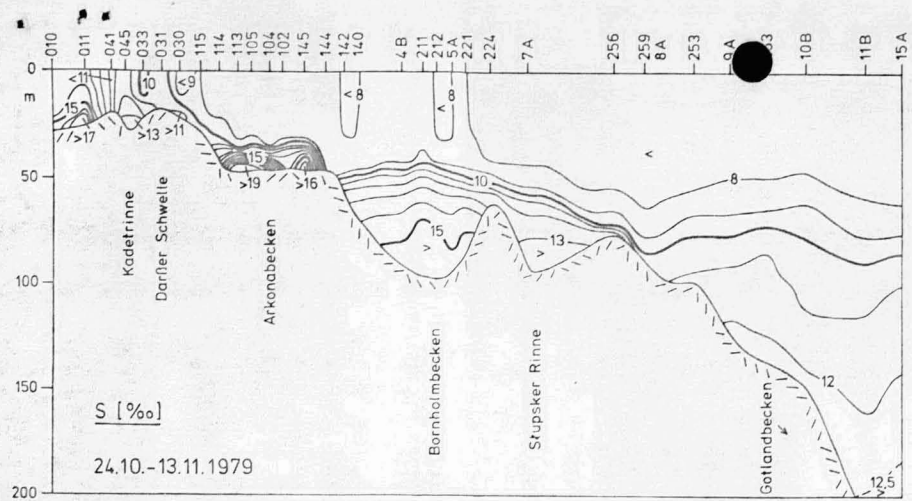 010 011 041 045 033 031 030 115 114 113 105 104 102 145 144 142 140 4B 211 212 5A 221 224 7A 256 259 8A 253 9A 10B 11B 15A
0
m
50
100
150
200
<11 10 <9 < 8 < 8
15
>17 >13 >11
15
>19 >16
10
15
>
13
>
<
8
12
12,5
>
Kadetrinne
Darßer Schwelle
Arkonabecken
Bornholmbecken
Stupsker Rinne
Gotlandbecken
S [‰]
24.10.-13.11.1979